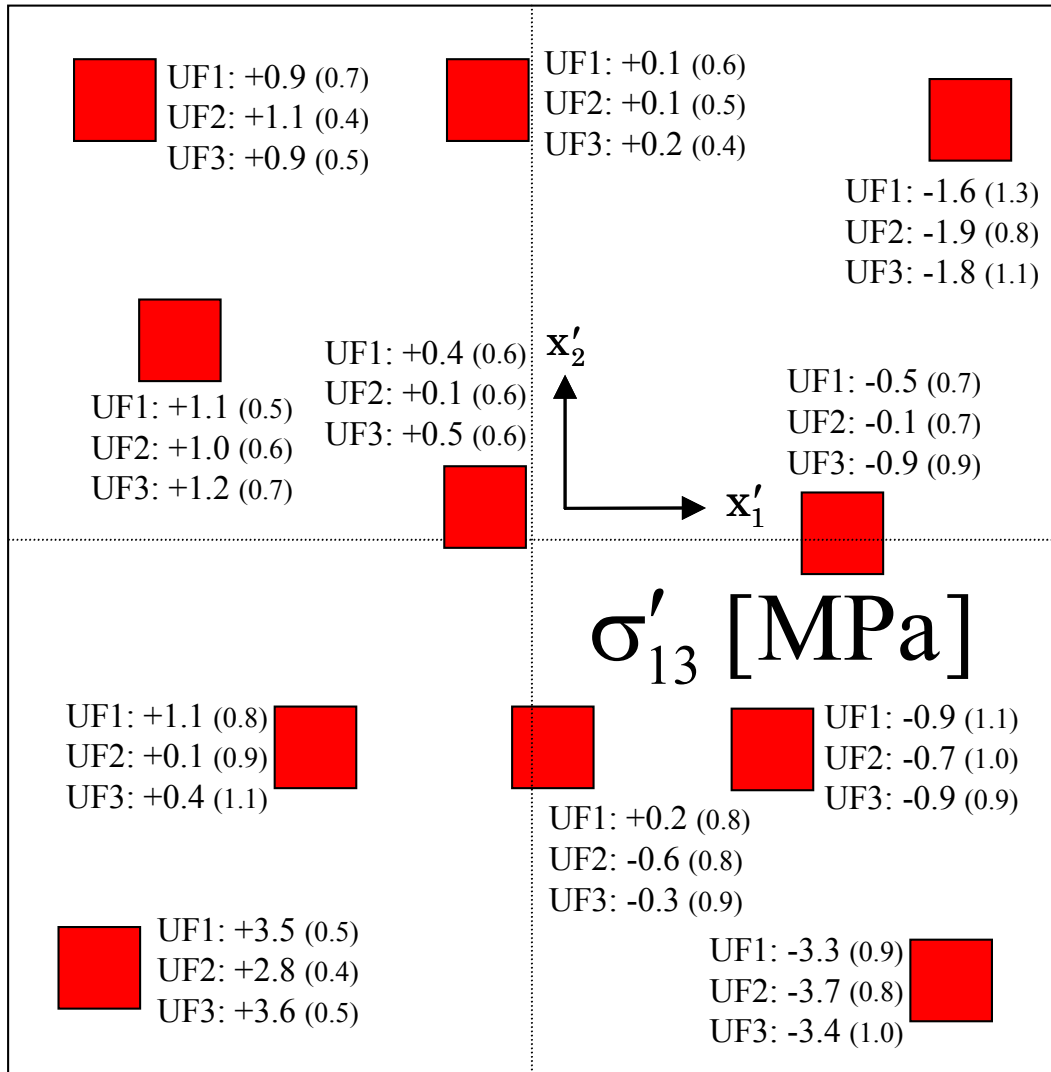 UF1: +0.9 (0.7)
UF2: +1.1 (0.4)
UF3: +0.9 (0.5)
UF1: +0.1 (0.6)
UF2: +0.1 (0.5)
UF3: +0.2 (0.4)
UF1: -1.6 (1.3)
UF2: -1.9 (0.8)
UF3: -1.8 (1.1)
UF1: +1.1 (0.5)
UF2: +1.0 (0.6)
UF3: +1.2 (0.7)
UF1: +0.4 (0.6)
UF2: +0.1 (0.6)
UF3: +0.5 (0.6)
x′₂
x′₁
UF1: -0.5 (0.7)
UF2: -0.1 (0.7)
UF3: -0.9 (0.9)
σ′₁₃ [MPa]
UF1: +1.1 (0.8)
UF2: +0.1 (0.9)
UF3: +0.4 (1.1)
UF1: +0.2 (0.8)
UF2: -0.6 (0.8)
UF3: -0.3 (0.9)
UF1: -0.9 (1.1)
UF2: -0.7 (1.0)
UF3: -0.9 (0.9)
UF1: +3.5 (0.5)
UF2: +2.8 (0.4)
UF3: +3.6 (0.5)
UF1: -3.3 (0.9)
UF2: -3.7 (0.8)
UF3: -3.4 (1.0)